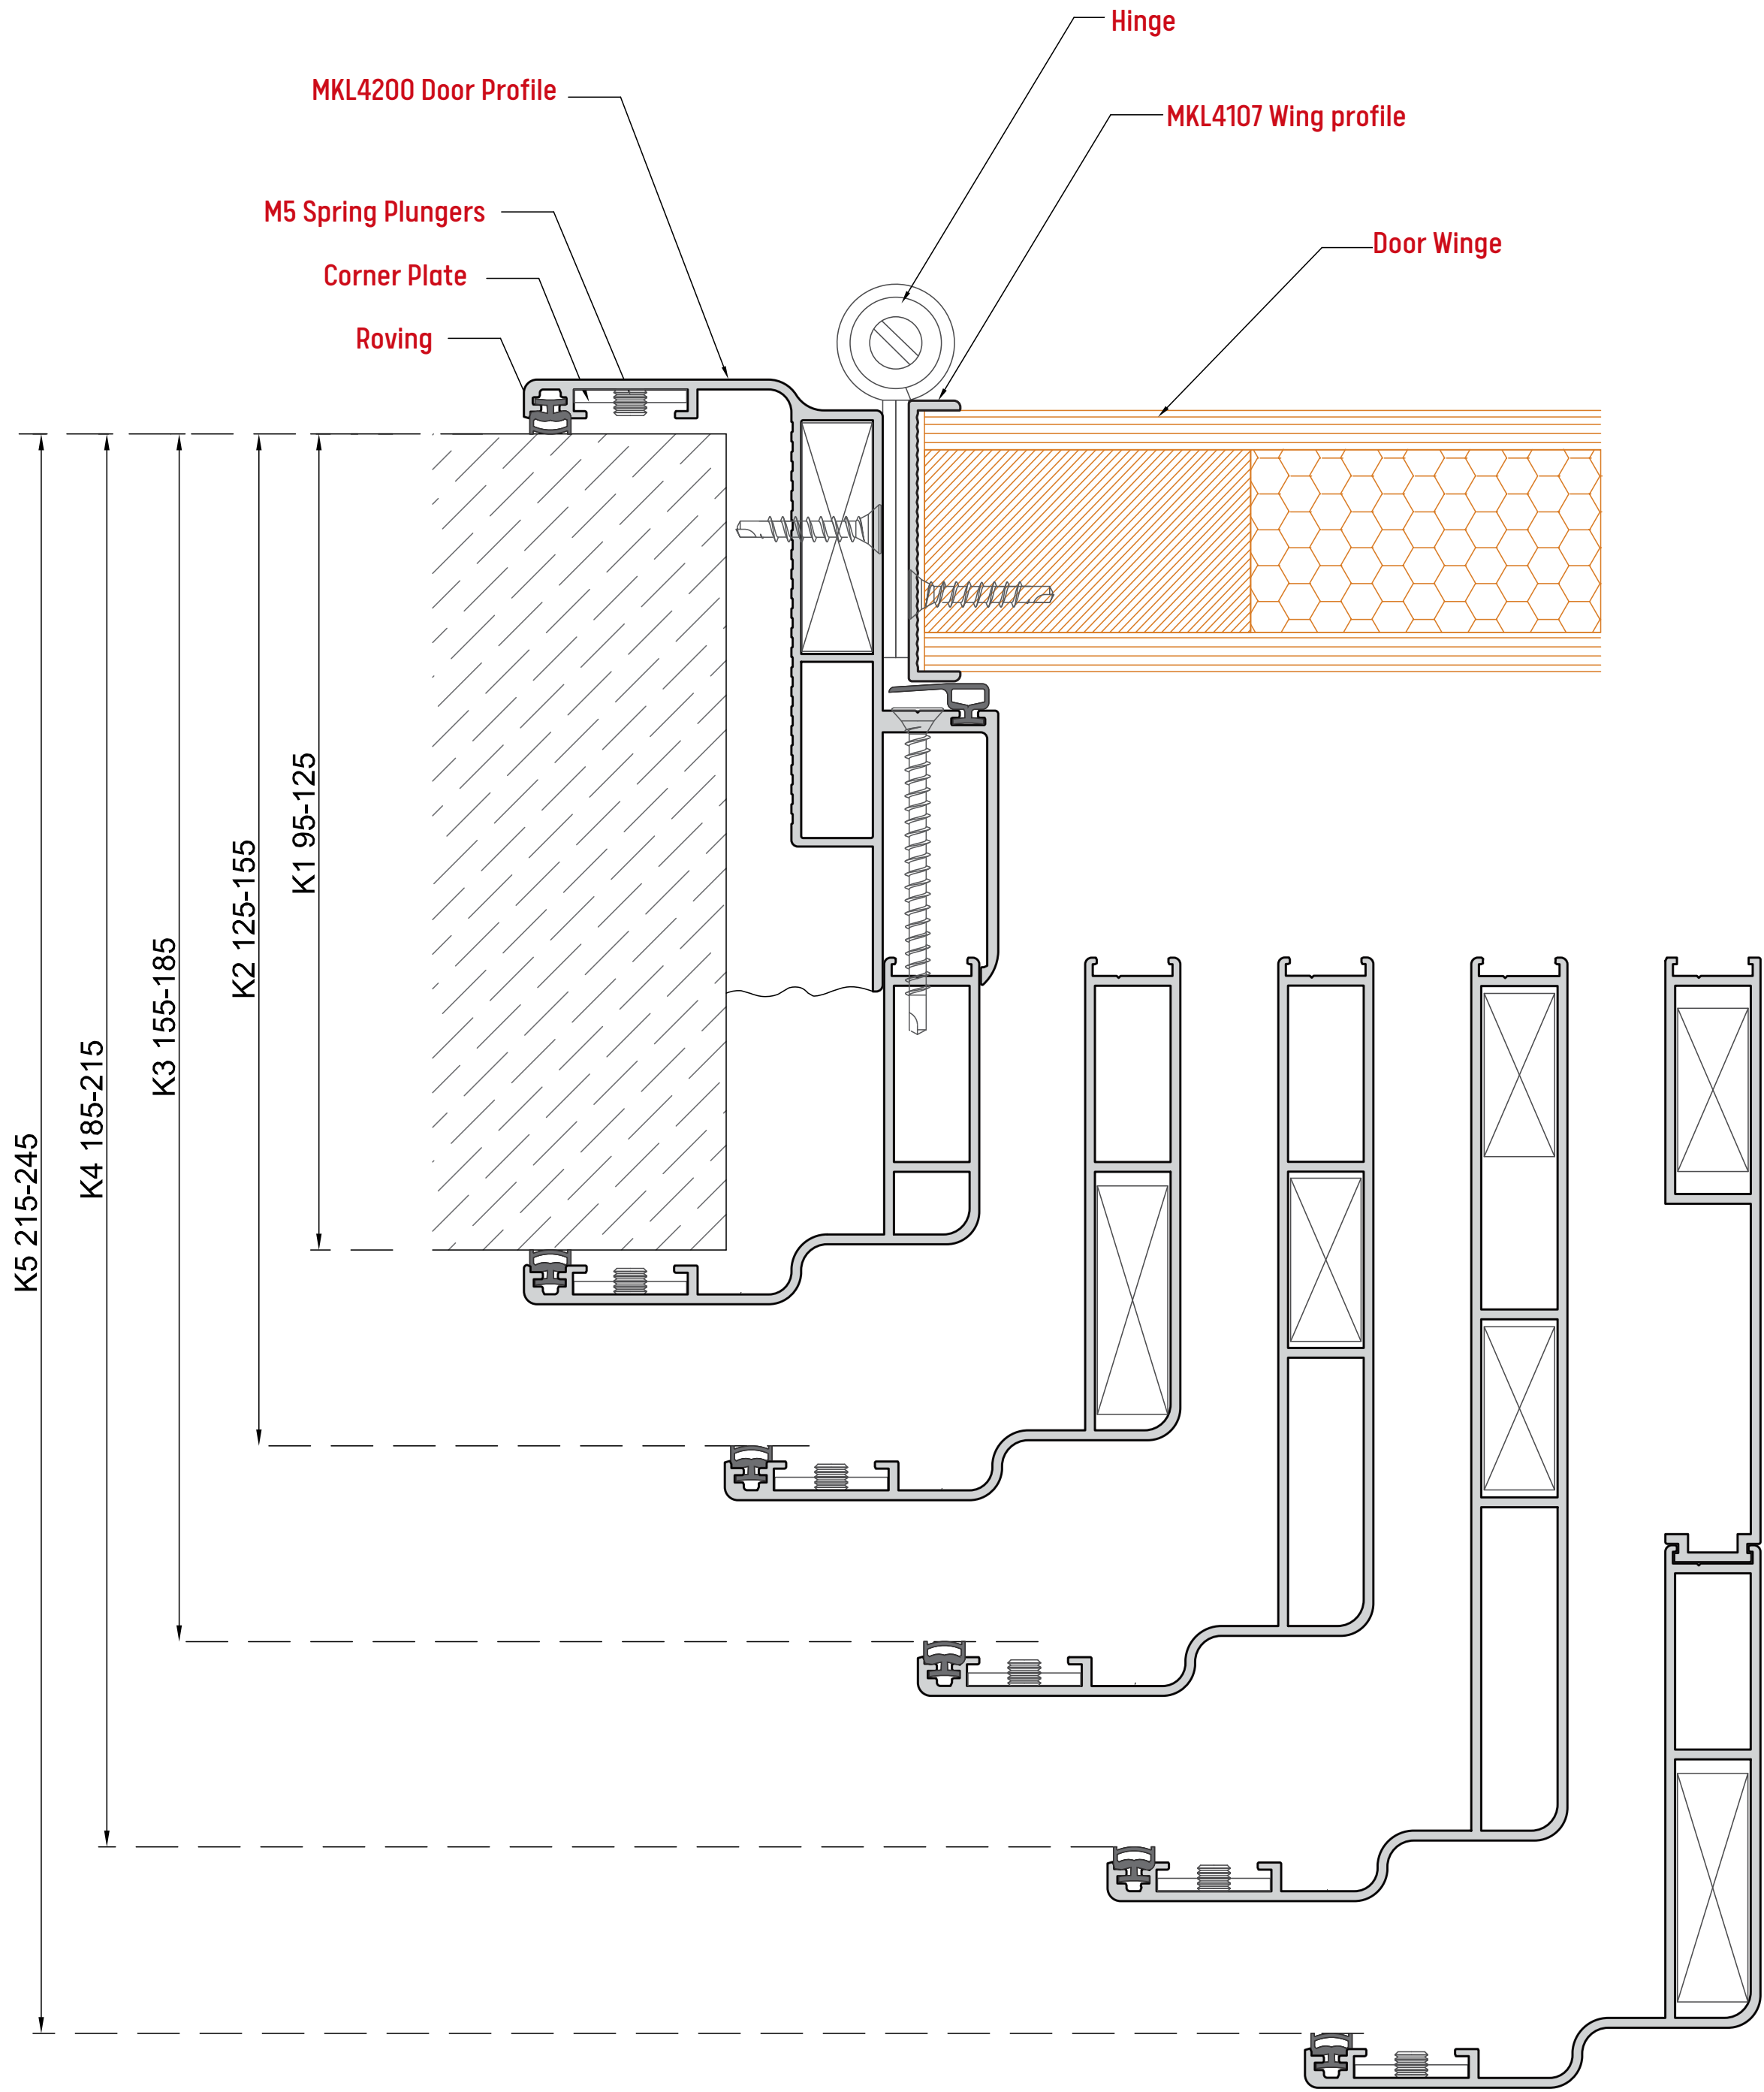 Hinge
MKL4200 Door Profile
MKL4107 Wing profile
M5 Spring Plungers
Door Winge
Corner Plate
Roving
K1 95-125
K2 125-155
K3 155-185
K4 185-215
K5 215-245